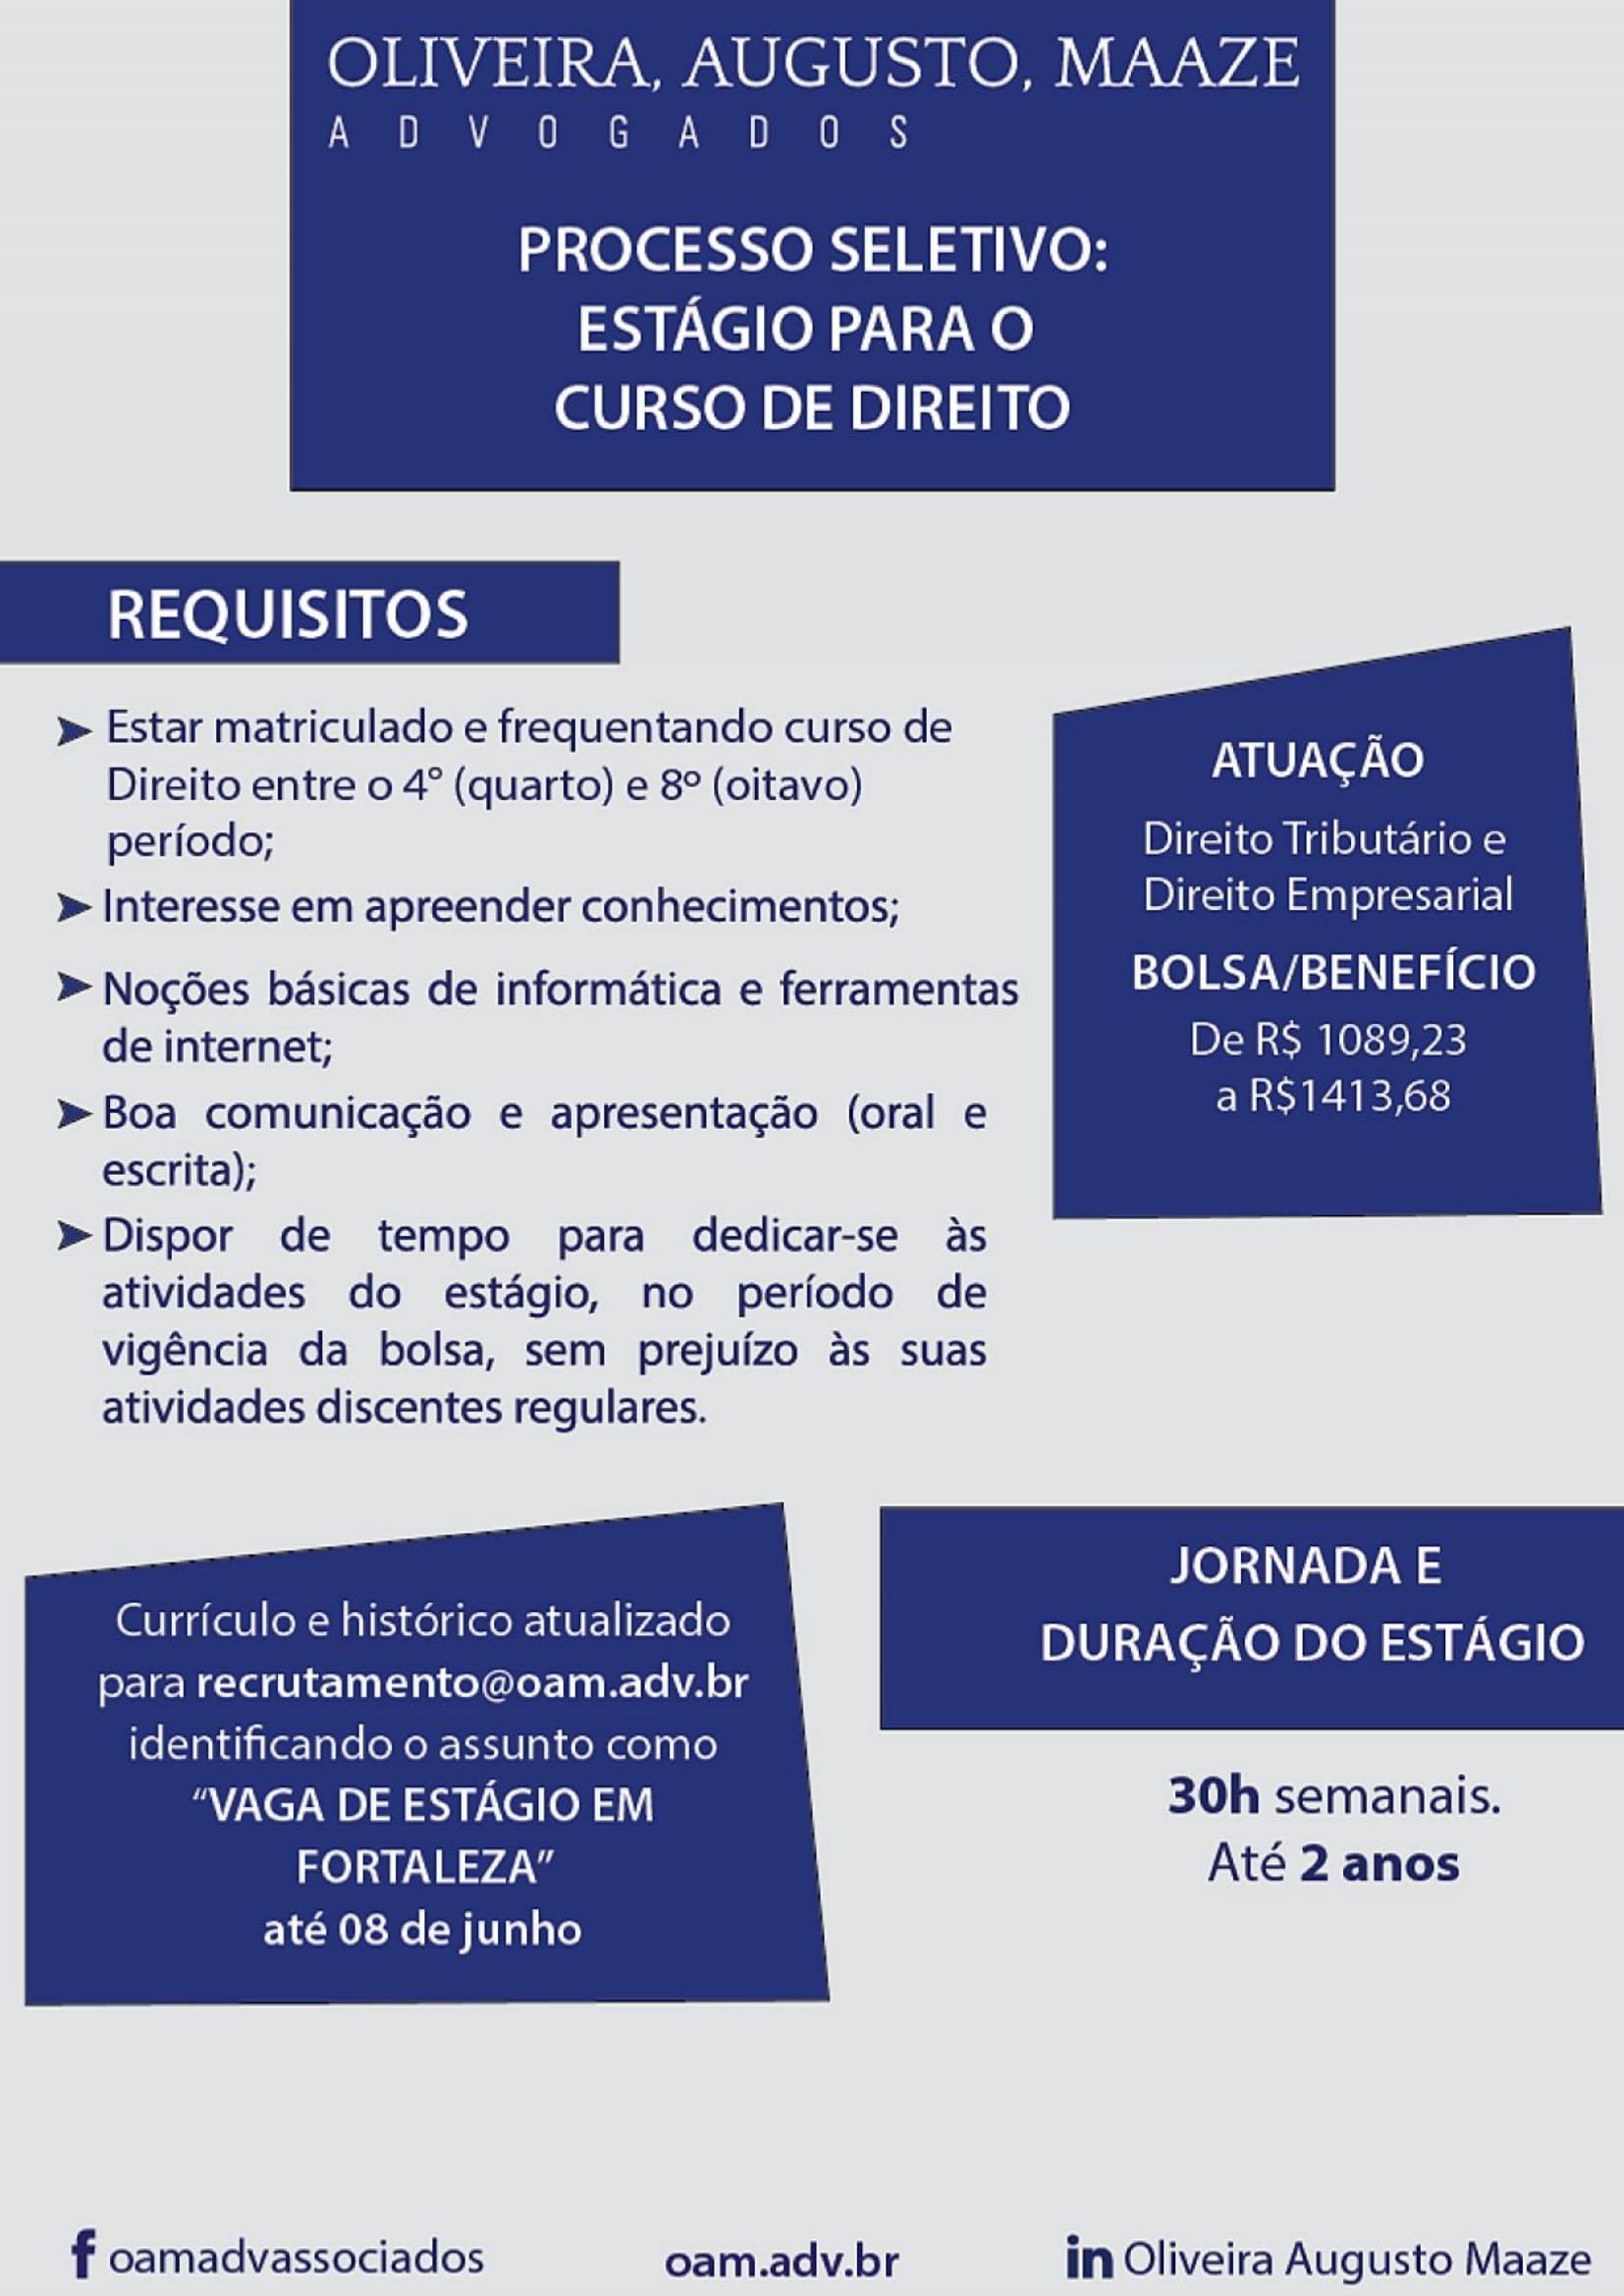 OLIVEIRA, AUGUSTO, MAAZE
ADVOGADOS
PROCESSO SELETIVO:
ESTÁGIO PARA O
CURSO DE DIREITO
REQUISITOS
➤ Estar matriculado e frequentando curso de
Direito entre o 4° (quarto) e 8º (oitavo)
período;
➤ Interesse em apreender conhecimentos;
➤ Noções básicas de informática e ferramentas
de internet;
➤ Boa comunicação e apresentação (oral e
escrita);
➤ Dispor de tempo para dedicar-se às
atividades do estágio, no período de
vigência da bolsa, sem prejuízo às suas
atividades discentes regulares.
ATUAÇÃO
Direito Tributário e
Direito Empresarial
BOLSA/BENEFÍCIO
De R$ 1089,23
a R$1413,68
Currículo e histórico atualizado
para recrutamento@oam.adv.br
identificando o assunto como
“VAGA DE ESTÁGIO EM
FORTALEZA”
até 08 de junho
JORNADA E
DURAÇÃO DO ESTÁGIO
30h semanais.
Até 2 anos
f oamadvassociados
oam.adv.br
in Oliveira Augusto Maaze